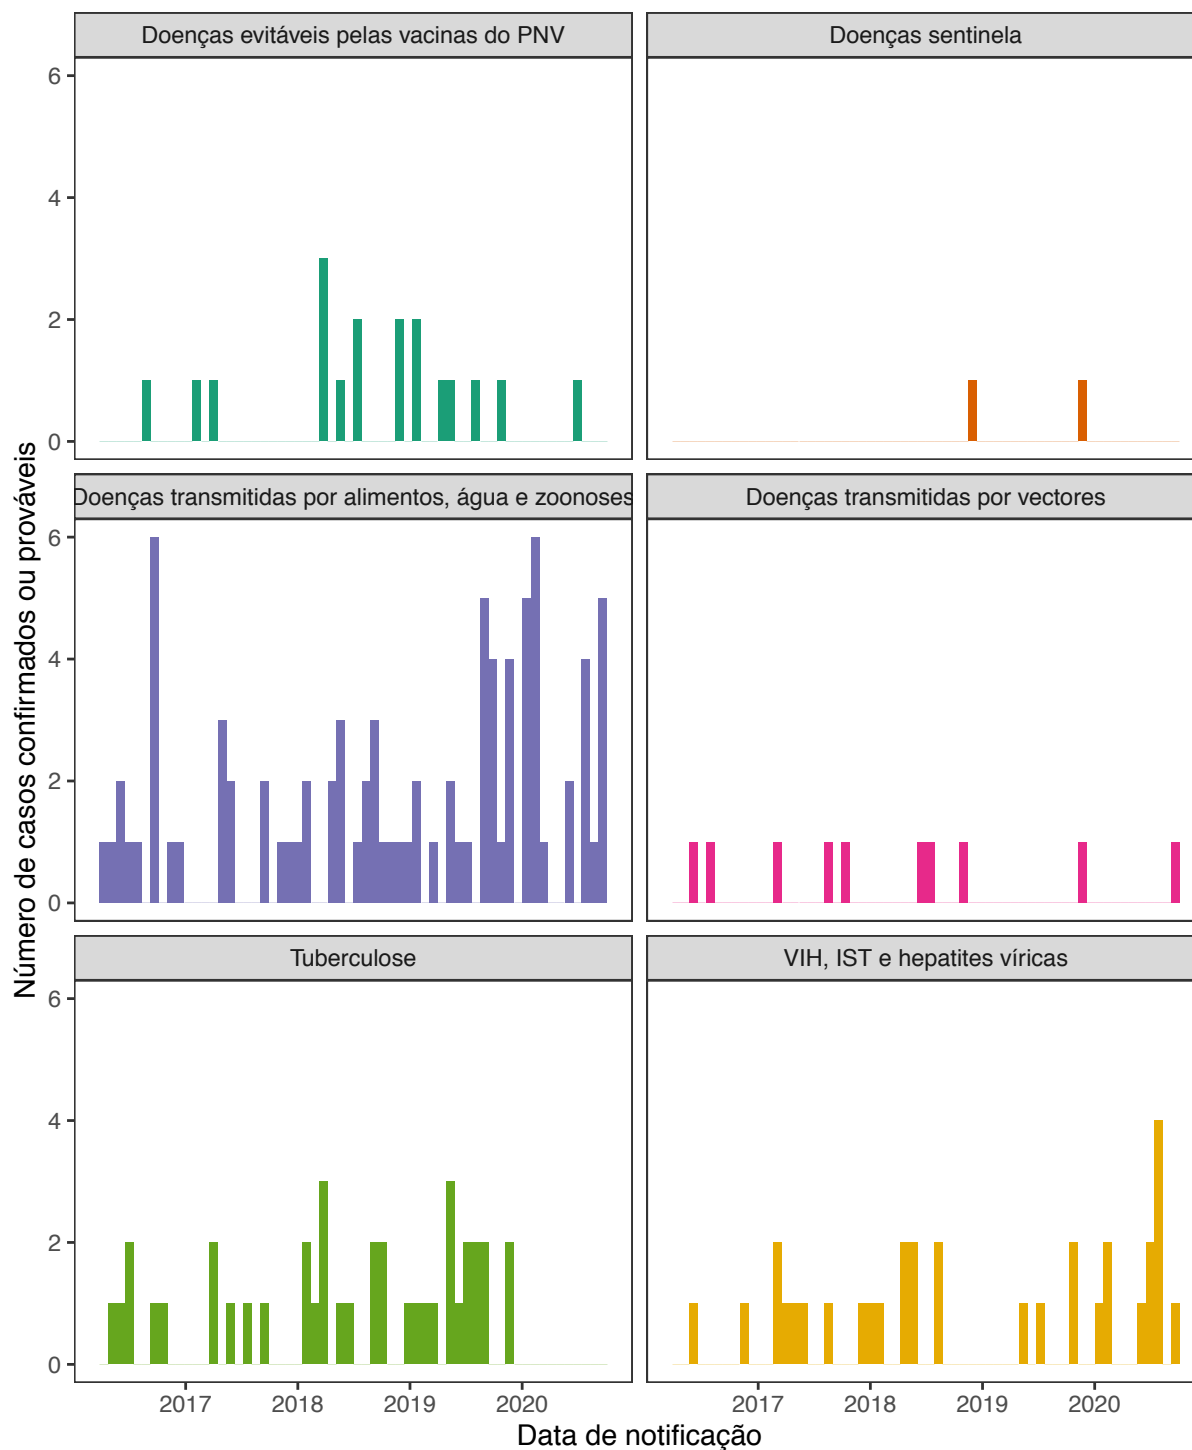 Doenças evitáveis pelas vacinas do PNV
Doenças sentinela
6
4
2
0
Doenças transmitidas por alimentos, água e zoonoses
Doenças transmitidas por vectores
6
4
2
0
Tuberculose
VIH, IST e hepatites víricas
6
4
2
0
2017 2018 2019 2020
2017 2018 2019 2020
Número de casos confirmados ou prováveis
Data de notificação